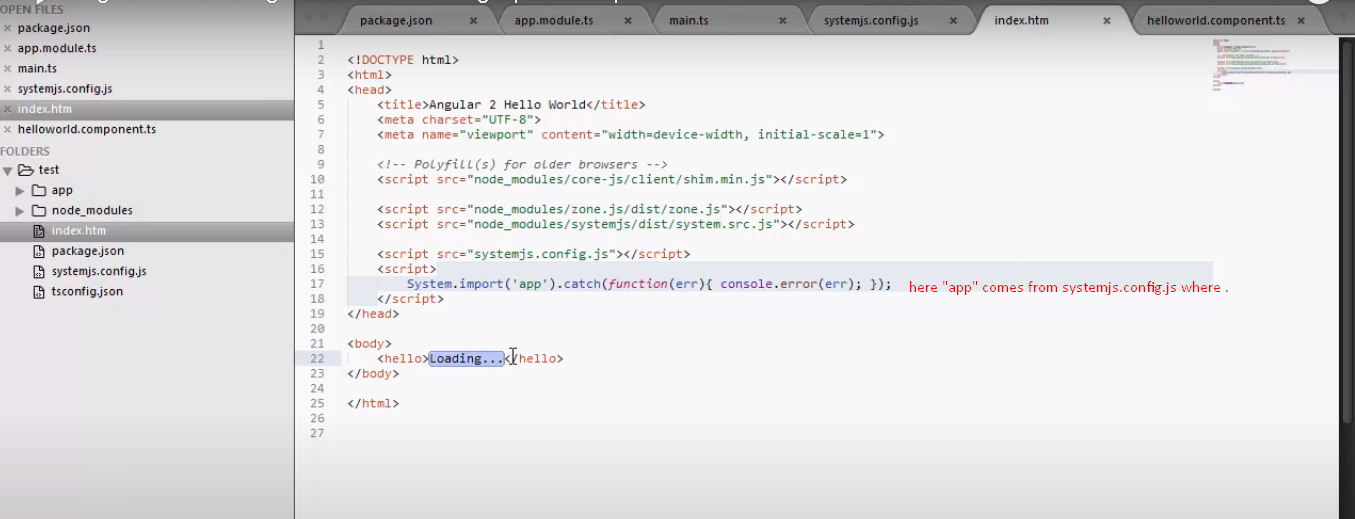 OPEN FILES
package.json
app.module.ts
main.ts
systemjs.config.js
index.htm
helloworld.component.ts
FOLDERS
test
app
node_modules
index.htm
package.json
systemjs.config.js
tsconfig.json
package.json × app.module.ts × main.ts × systemjs.config.js × index.htm × helloworld.component.ts ×
1
2 <!DOCTYPE html>
3 <html>
4 <head>
5 <title>Angular 2 Hello World</title>
6 <meta charset="UTF-8">
7 <meta name="viewport" content="width=device-width, initial-scale=1">
8
9 <!-- Polyfill(s) for older browsers -->
10 <script src="node_modules/core-js/client/shim.min.js"></script>
11
12 <script src="node_modules/zone.js/dist/zone.js"></script>
13 <script src="node_modules/systemjs/dist/system.src.js"></script>
14
15 <script src="systemjs.config.js"></script>
16 <script>
17 System.import('app').catch(function(err){ console.error(err); }); here "app" comes from systemjs.config.js where .
18 </script>
19 </head>
20
21 <body>
22 <hello>Loading...</hello>
23 </body>
24
25 </html>
26
27